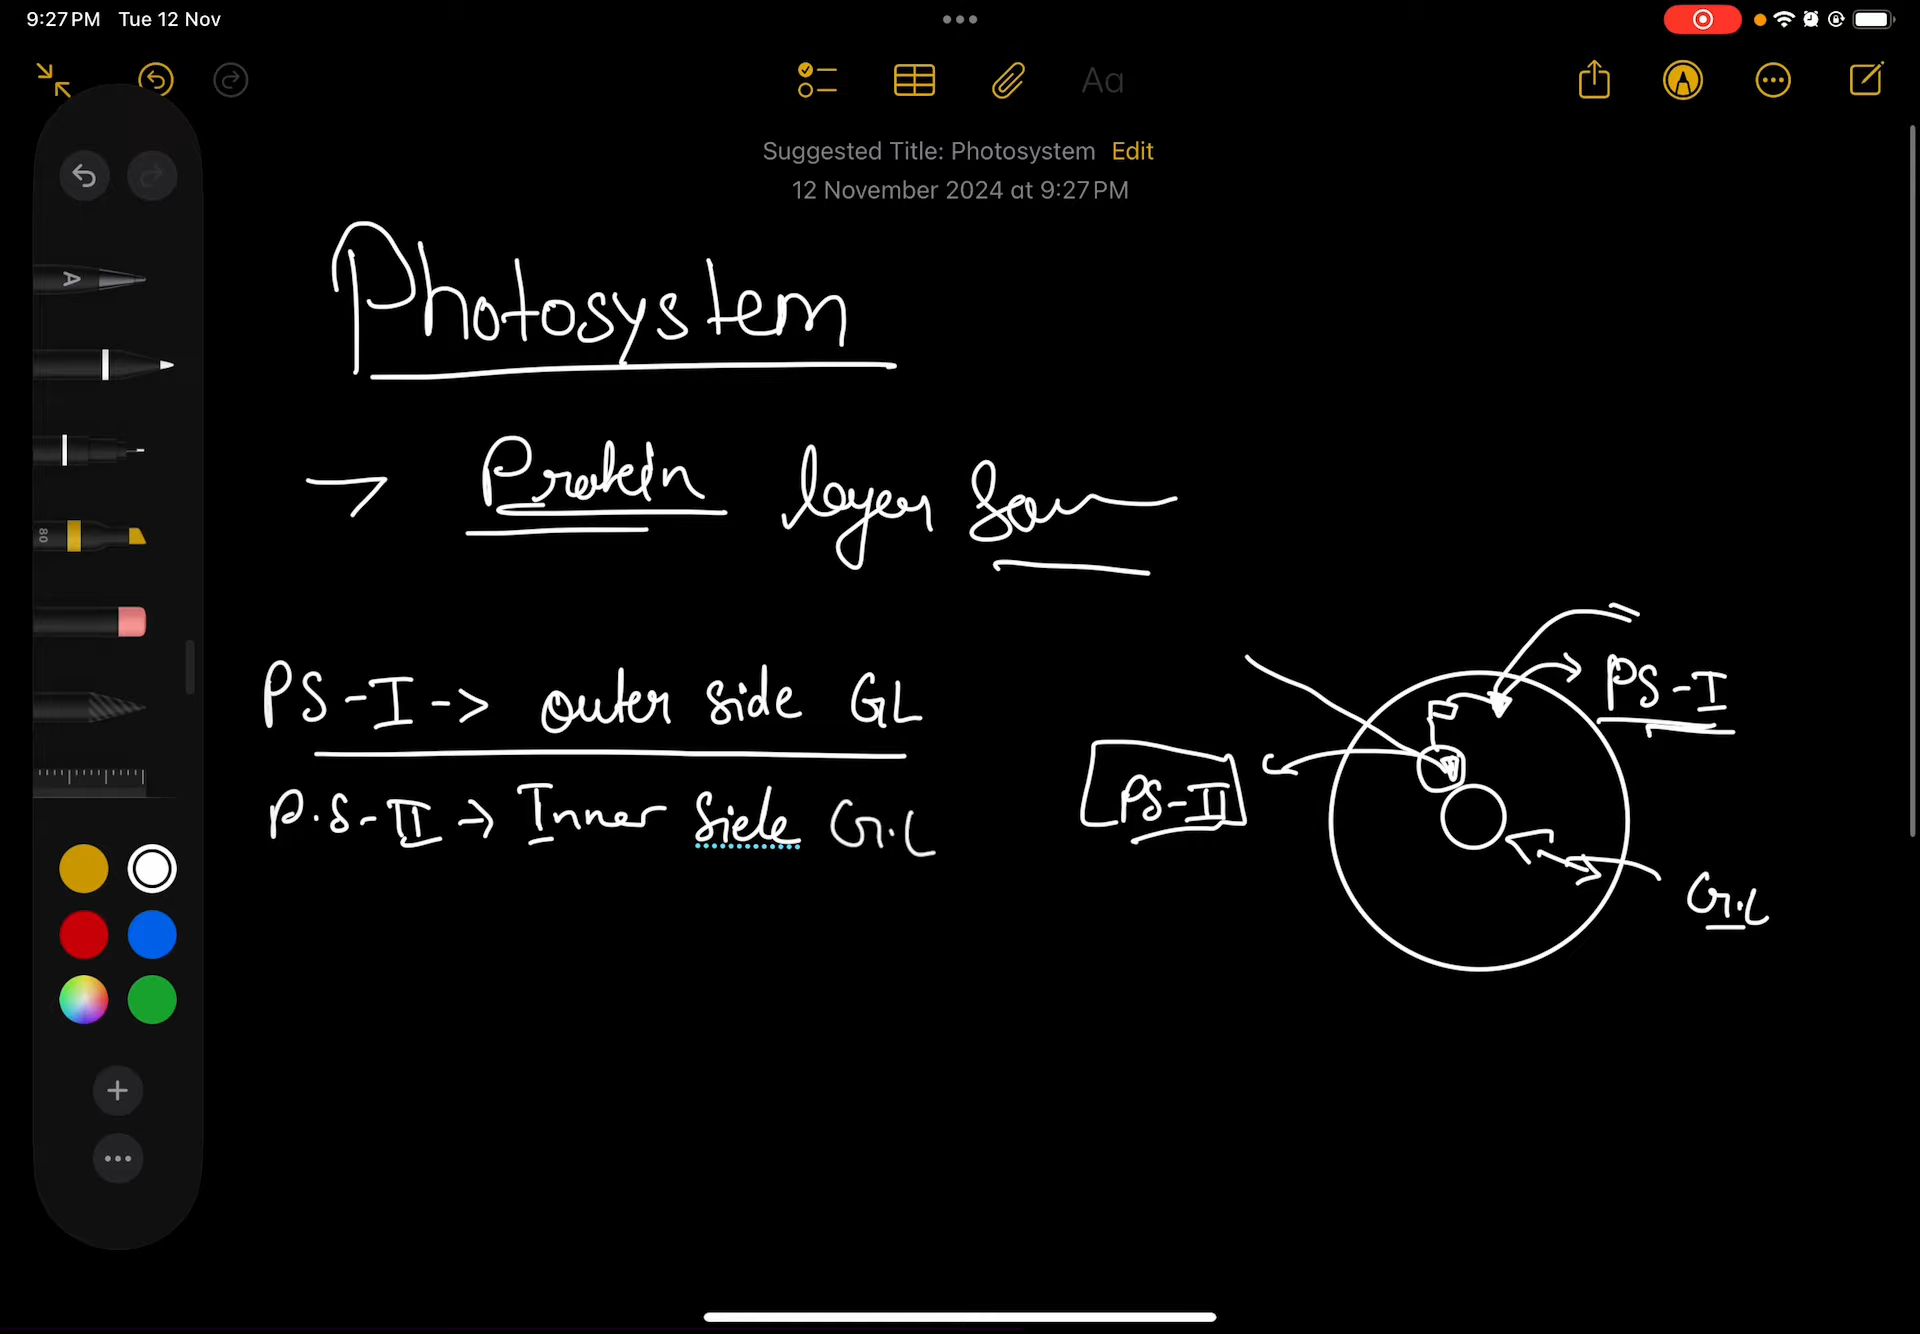 9:27 PM Tue 12 Nov
Aa
Suggested Title: Photosystem Edit
12 November 2024 at 9:27 PM
A
80
Photosystem
Protein layer
PS-I -> outer side GL
P.S-II -> Inner side G.L
PS-I
PS-II
G.L